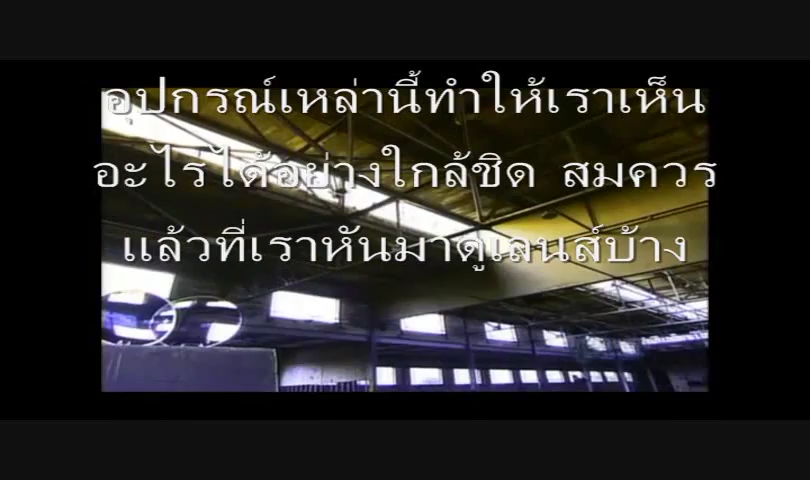 อุปกรณ์เหล่านี้ทำให้เราเห็น
อะไรได้อย่างใกล้ชิด สมควร
แล้วที่เราหันมาดูเลนส์บ้าง